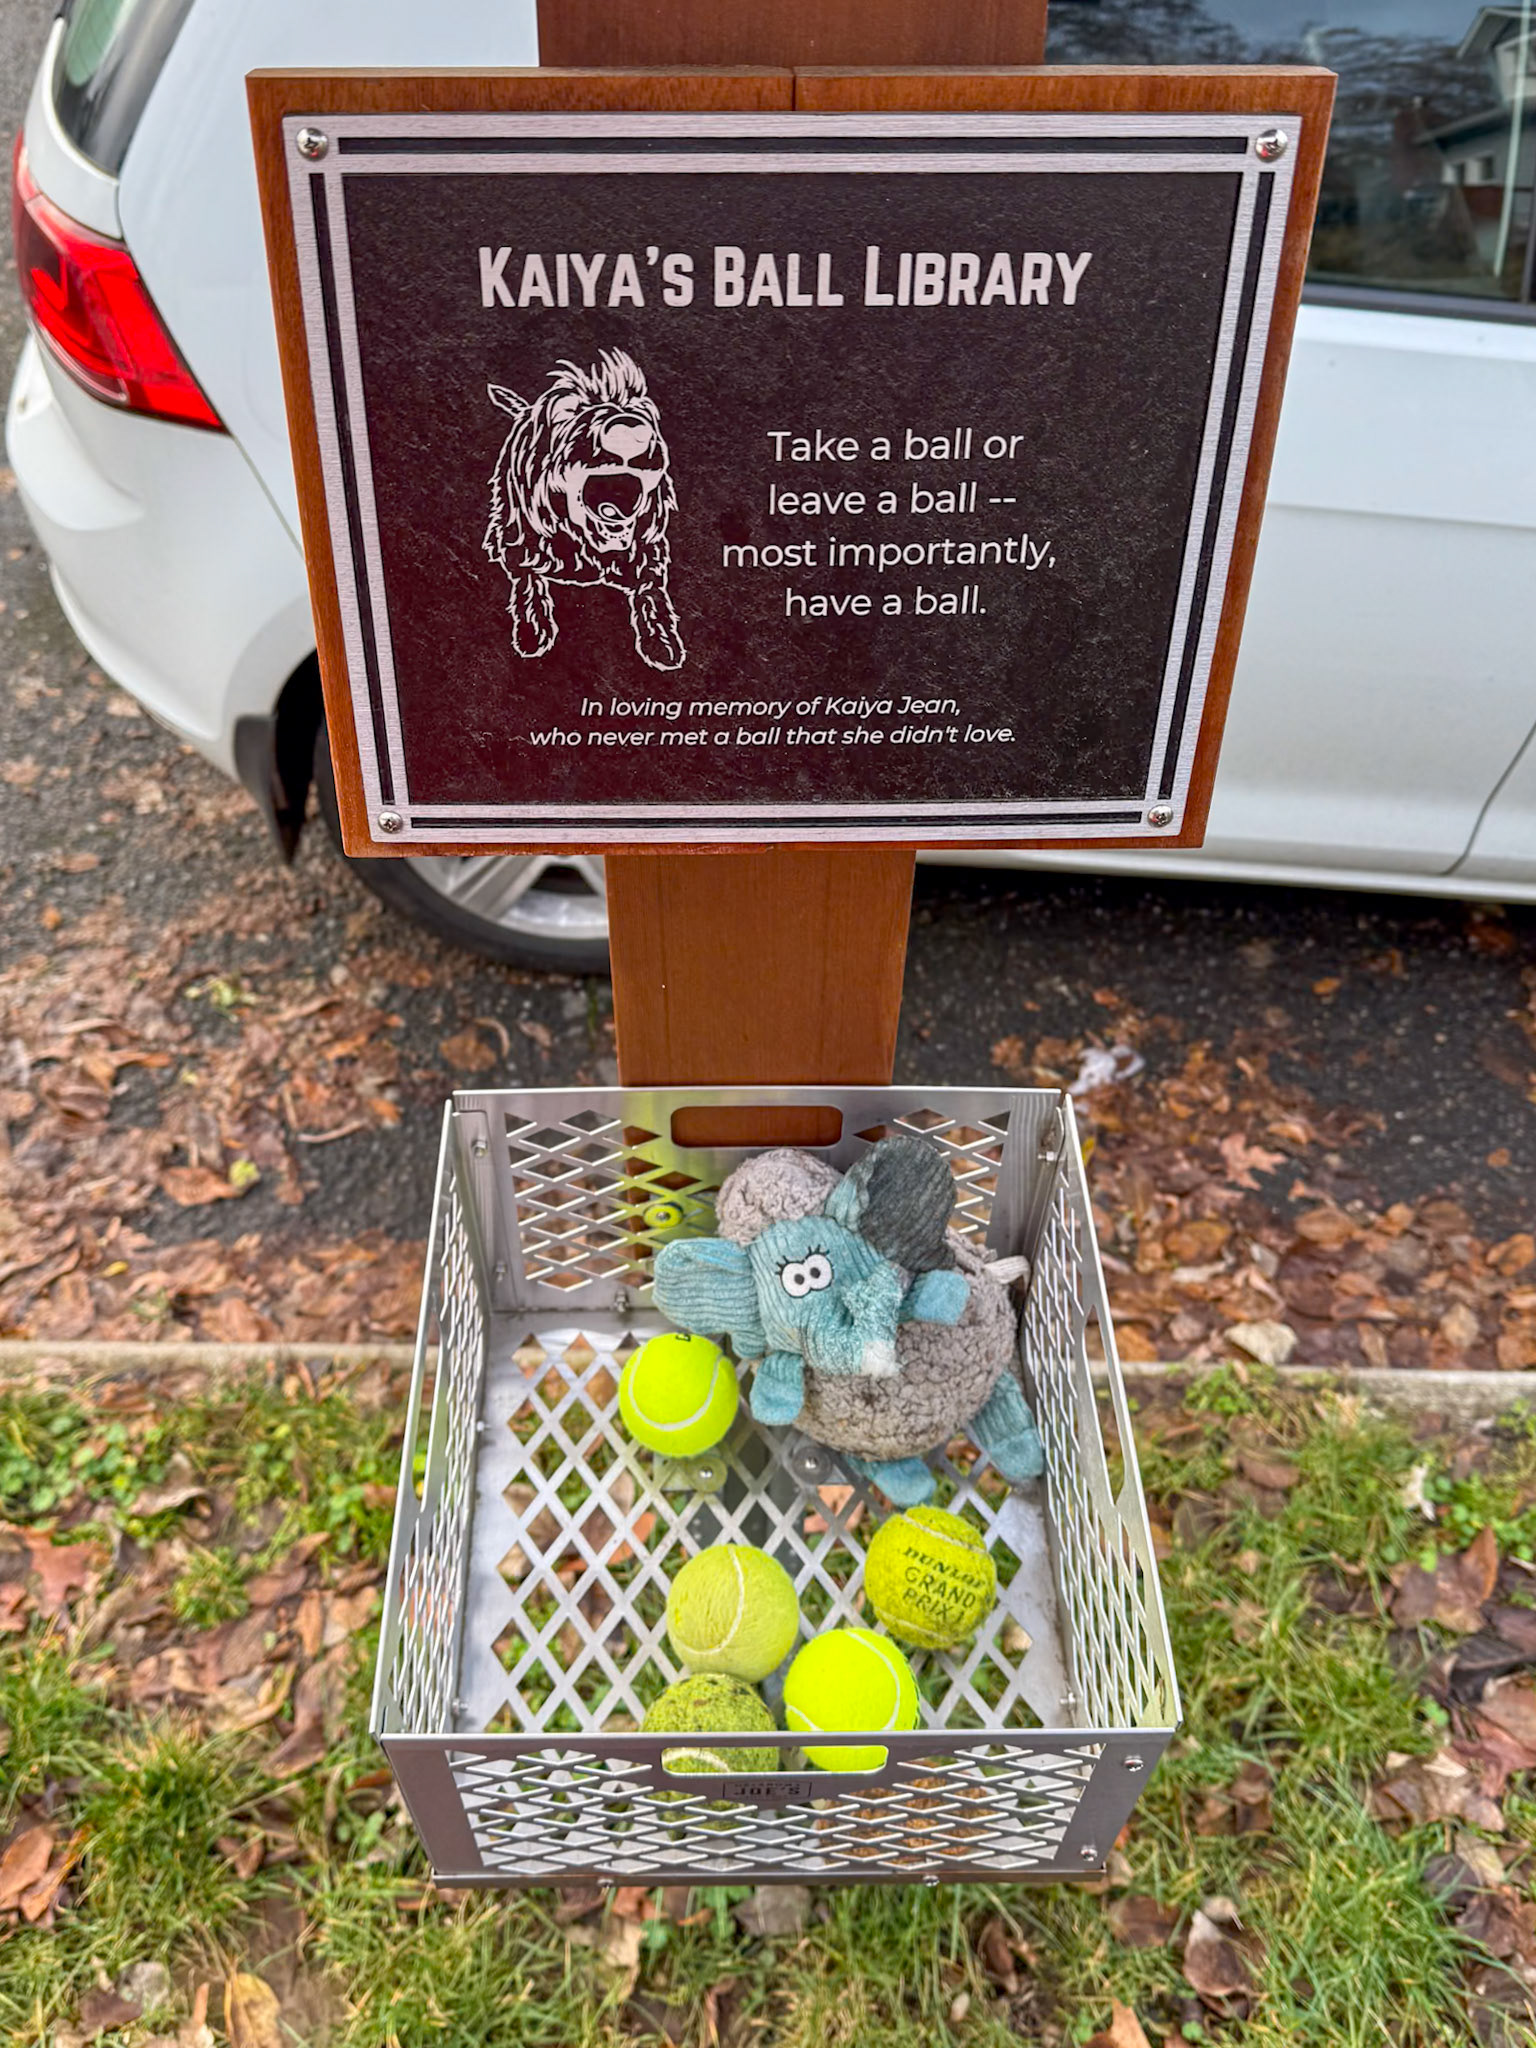 KAIYA'S BALL LIBRARY
Take a ball or
leave a ball --
most importantly,
have a ball.
In loving memory of Kaiya Jean,
who never met a ball that she didn't love.
DUNLOP
GRAND
PRIX
JOE'S